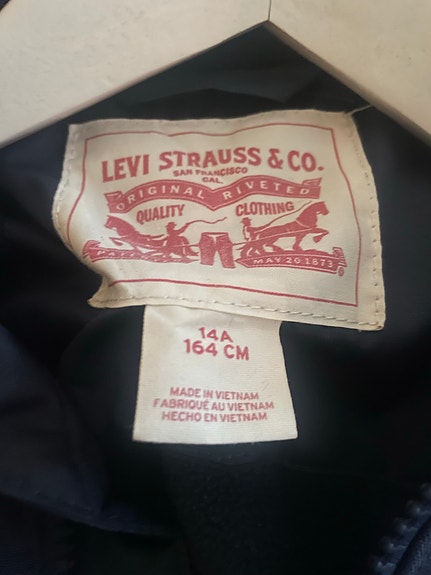 LEVI STRAUSS & CO.
SAN FRANCISCO
CAL.
ORIGINAL RIVETED
QUALITY CLOTHING
MAY 20 1873
14A
164 CM
MADE IN VIETNAM
FABRIQUÉ AU VIETNAM
HECHO EN VIETNAM